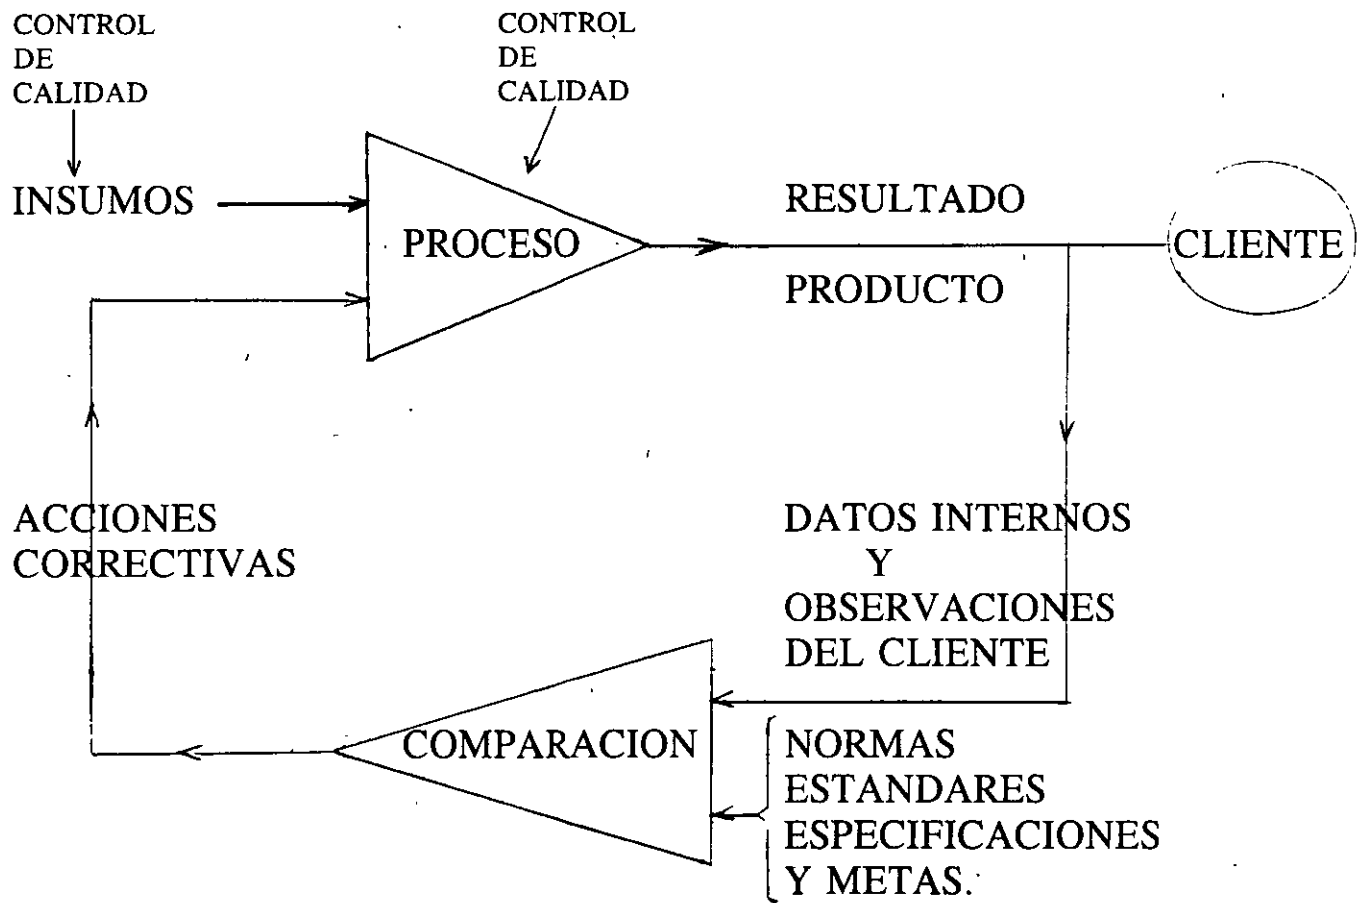 CONTROL
DE
CALIDAD
CONTROL
DE
CALIDAD
INSUMOS
PROCESO
RESULTADO
PRODUCTO
CLIENTE
ACCIONES
CORRECTIVAS
DATOS INTERNOS
Y
OBSERVACIONES
DEL CLIENTE
COMPARACION
NORMAS
ESTANDARES
ESPECIFICACIONES
Y METAS.